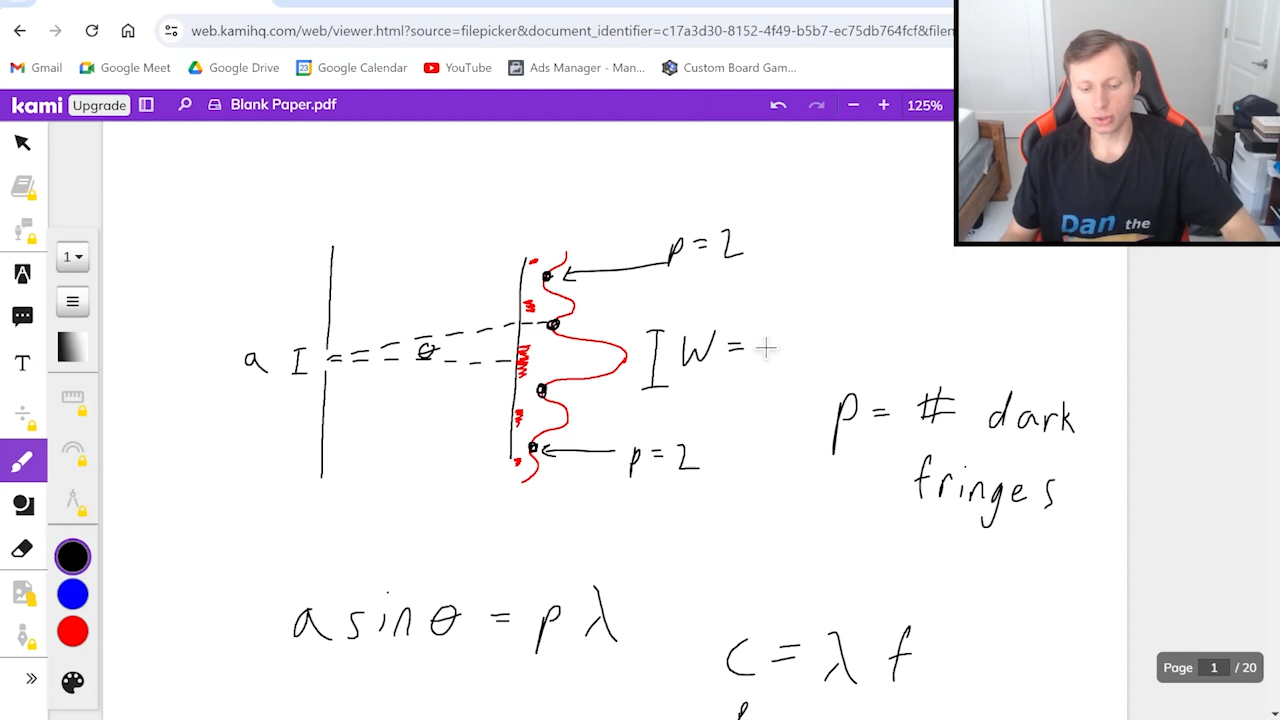 web.kamihq.com/web/viewer.html?source=filepicker&document_identifier=c17a3d30-8152-4f49-b5b7-ec75db764fcf&filen
Gmail
Google Meet
Google Drive
23
Google Calendar
YouTube
Ads Manager - Man...
Custom Board Gam...
kami
Upgrade
Blank Paper.pdf
125%
Dan the
1
p = 2
a I
θ
I W =
p = 2
p = # dark
fringes
a sin θ = p λ
c = λ f
Page 1 / 20